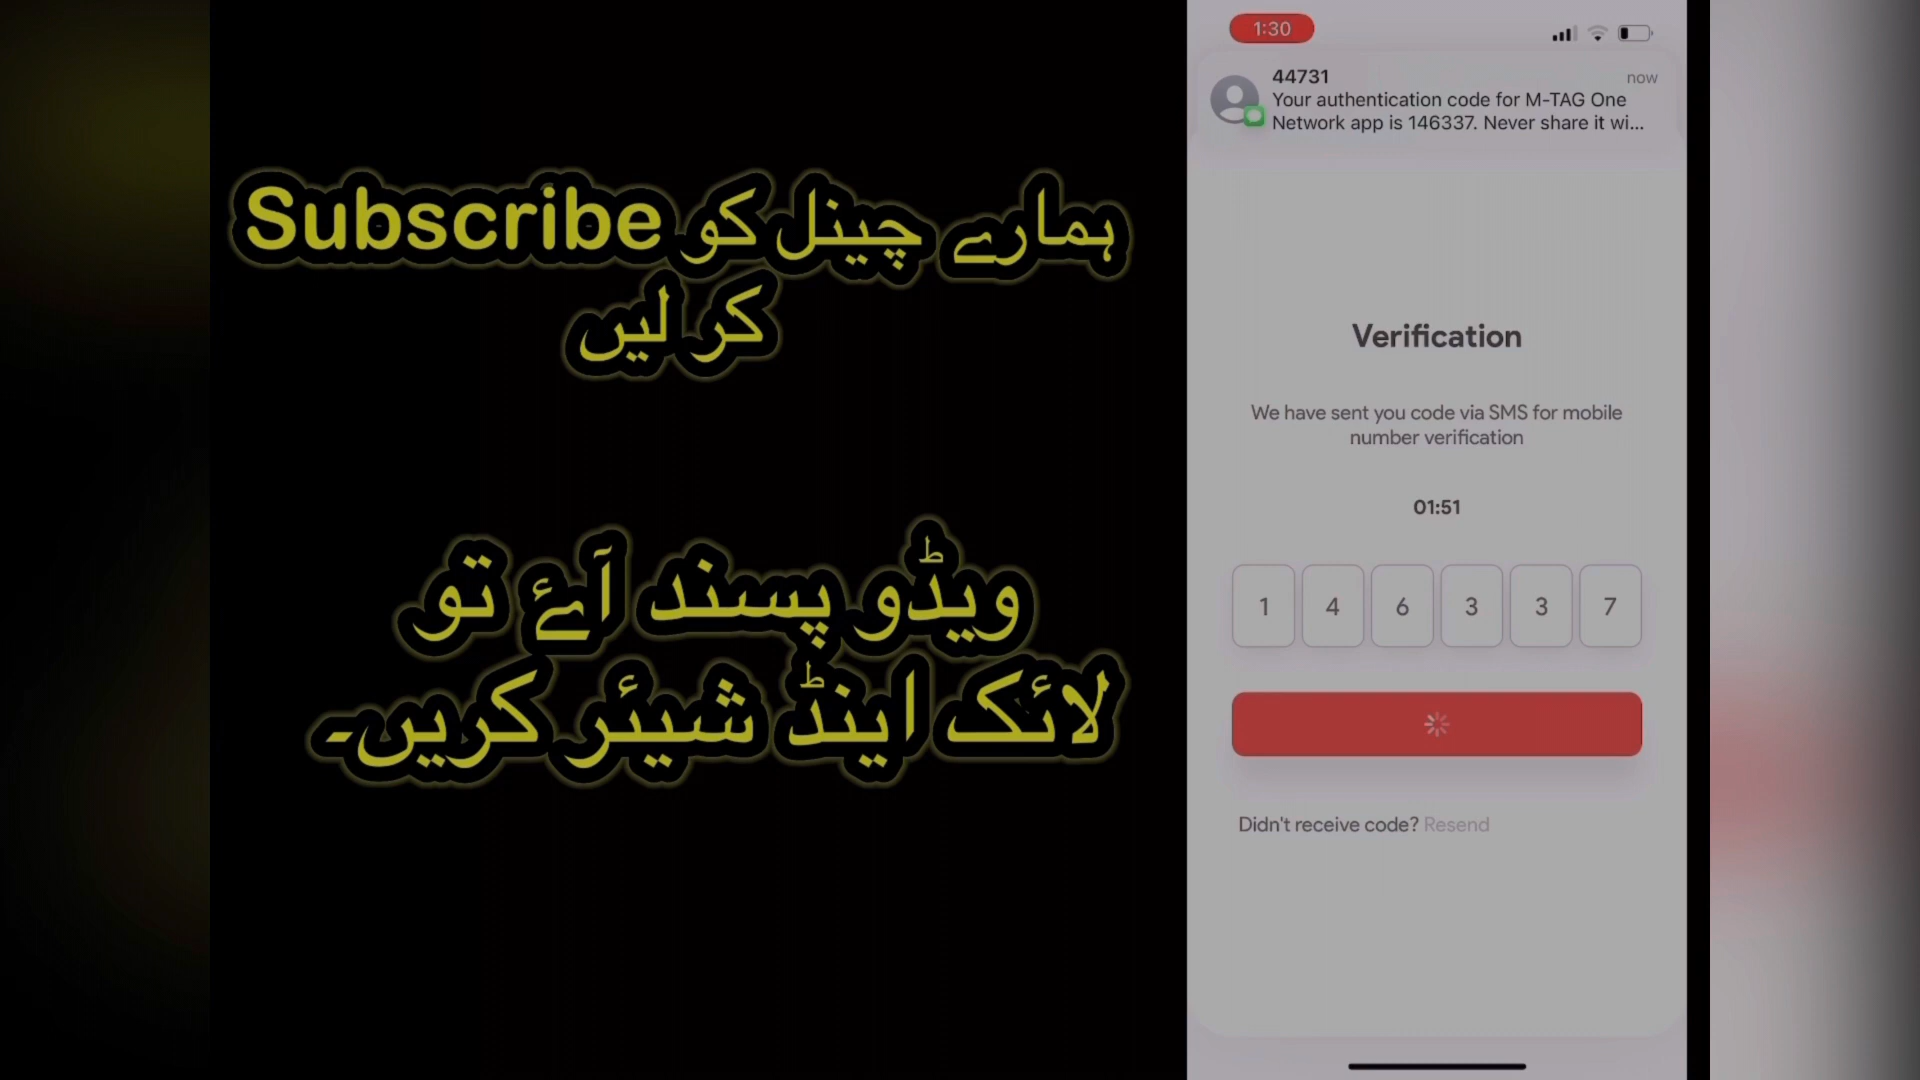 ہمارے چینل کو Subscribe
کر لیں
ویڈو پسند آۓ تو
لائک اینڈ شیئر کریں۔
1:30
44731
now
Your authentication code for M-TAG One
Network app is 146337. Never share it wi...
Verification
We have sent you code via SMS for mobile
number verification
01:51
1 4 6 3 3 7
Didn't receive code? Resend